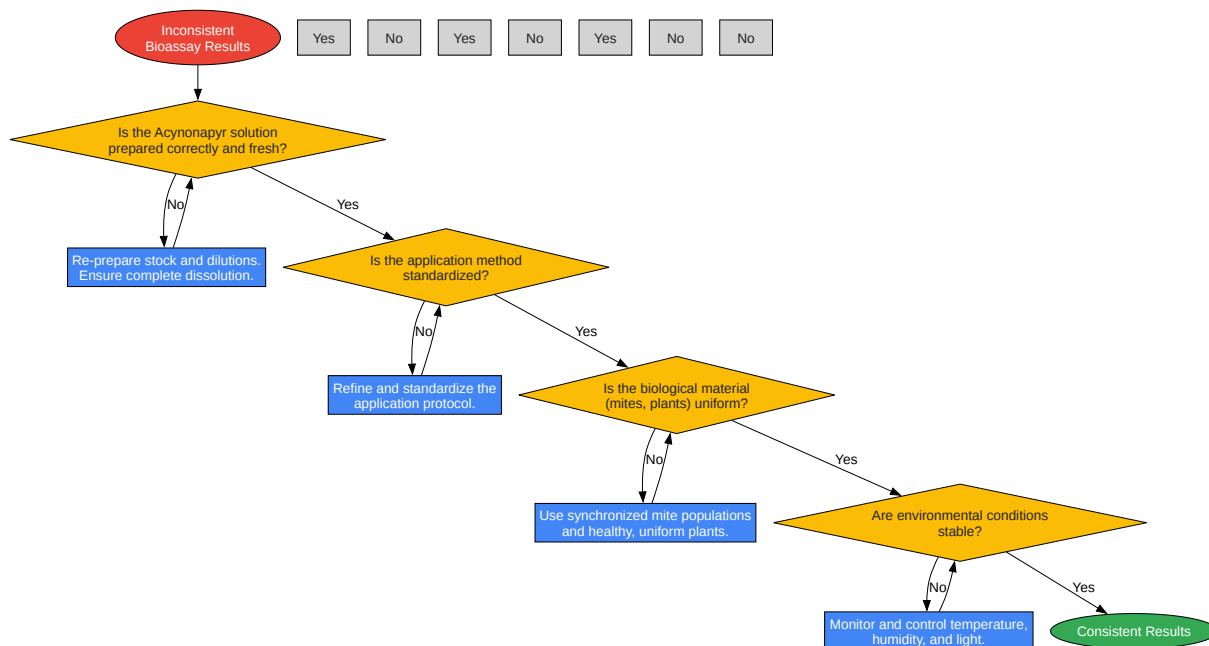 Inconsistent
Bioassay Results
Yes
No
Yes
No
Yes
No
No
Is the Acynonapyr solution
prepared correctly and fresh?
No
Yes
Re-prepare stock and dilutions.
Ensure complete dissolution.
Is the application method
standardized?
No
Yes
Refine and standardize the
application protocol.
Is the biological material
(mites, plants) uniform?
No
Yes
Use synchronized mite populations
and healthy, uniform plants.
Are environmental conditions
stable?
No
Yes
Monitor and control temperature,
humidity, and light.
Consistent Results